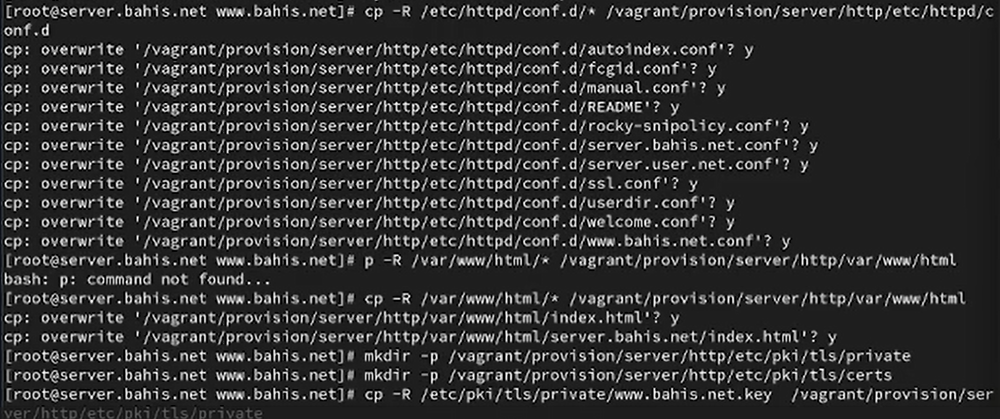 [root@server.bahis.net www.bahis.net]# cp -R /etc/httpd/conf.d/* /vagrant/provision/server/http/etc/httpd/c
onf.d
cp: overwrite '/vagrant/provision/server/http/etc/httpd/conf.d/autoindex.conf'? y
cp: overwrite '/vagrant/provision/server/http/etc/httpd/conf.d/fcgid.conf'? y
cp: overwrite '/vagrant/provision/server/http/etc/httpd/conf.d/manual.conf'? y
cp: overwrite '/vagrant/provision/server/http/etc/httpd/conf.d/README'? y
cp: overwrite '/vagrant/provision/server/http/etc/httpd/conf.d/rocky-snipolicy.conf'? y
cp: overwrite '/vagrant/provision/server/http/etc/httpd/conf.d/server.bahis.net.conf'? y
cp: overwrite '/vagrant/provision/server/http/etc/httpd/conf.d/server.user.net.conf'? y
cp: overwrite '/vagrant/provision/server/http/etc/httpd/conf.d/ssl.conf'? y
cp: overwrite '/vagrant/provision/server/http/etc/httpd/conf.d/userdir.conf'? y
cp: overwrite '/vagrant/provision/server/http/etc/httpd/conf.d/welcome.conf'? y
cp: overwrite '/vagrant/provision/server/http/etc/httpd/conf.d/www.bahis.net.conf'? y
[root@server.bahis.net www.bahis.net]# p -R /var/www/html/* /vagrant/provision/server/http/var/www/html
bash: p: command not found...
[root@server.bahis.net www.bahis.net]# cp -R /var/www/html/* /vagrant/provision/server/http/var/www/html
cp: overwrite '/vagrant/provision/server/http/var/www/html/index.html'? y
cp: overwrite '/vagrant/provision/server/http/var/www/html/server.bahis.net/index.html'? y
[root@server.bahis.net www.bahis.net]# mkdir -p /vagrant/provision/server/http/etc/pki/tls/private
[root@server.bahis.net www.bahis.net]# mkdir -p /vagrant/provision/server/http/etc/pki/tls/certs
[root@server.bahis.net www.bahis.net]# cp -R /etc/pki/tls/private/www.bahis.net.key  /vagrant/provision/ser
ver/http/etc/pki/tls/private